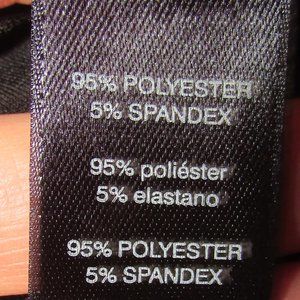 95% POLYESTER
5% SPANDEX
95% poliéster
5% elastano
95% POLYESTER
5% SPANDEX